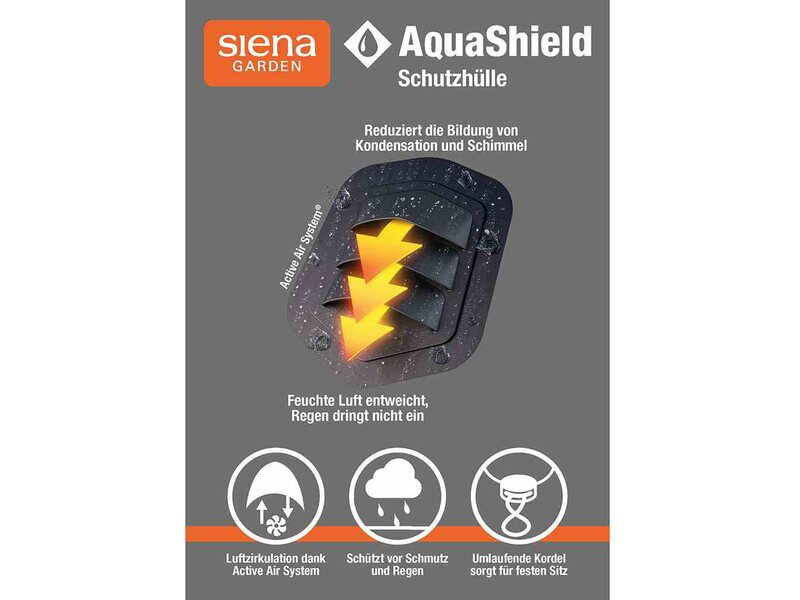 siena
GARDEN
AquaShield
Schutzhülle
Reduziert die Bildung von
Kondensation und Schimmel
Active Air System®
Feuchte Luft entweicht,
Regen dringt nicht ein
Luftzirkulation dank
Active Air System
Schützt vor Schmutz
und Regen
Umlaufende Kordel
sorgt für festen Sitz